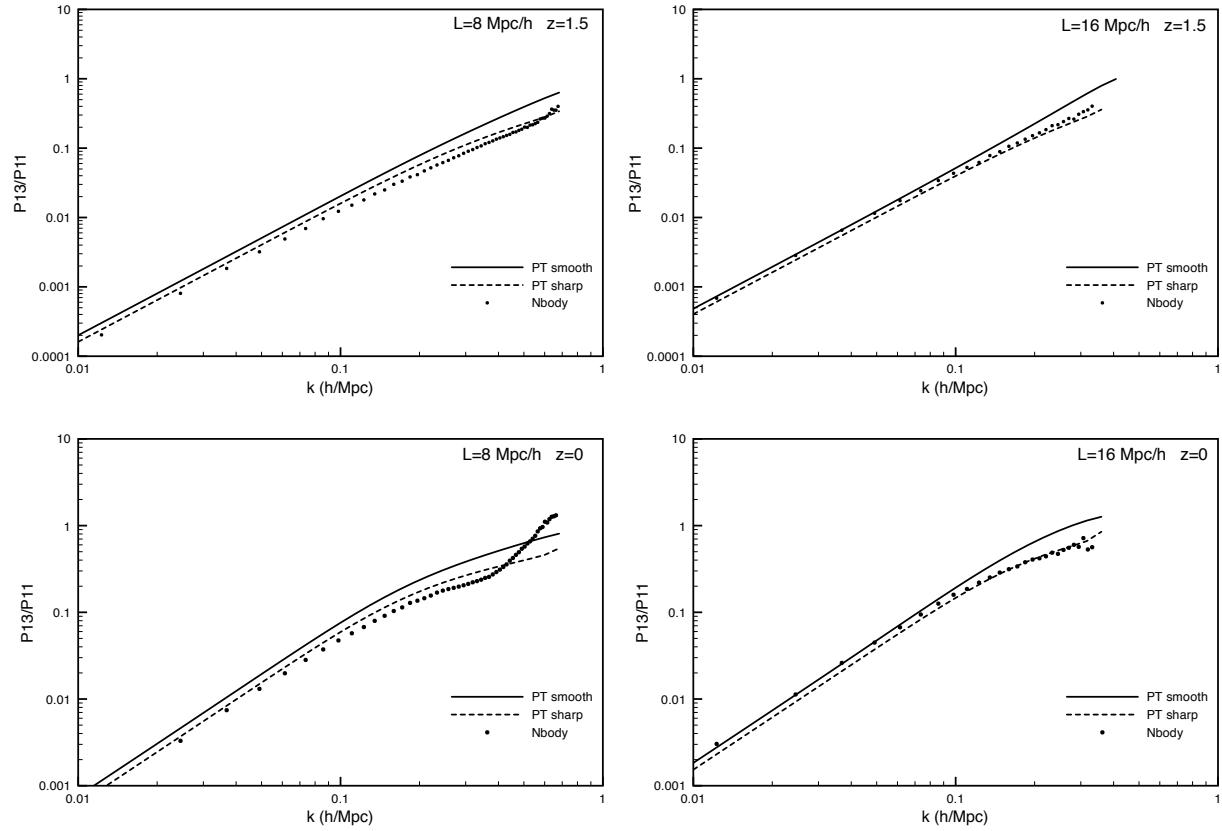 L=8 Mpc/h z=1.5
P13/P11
10
1
0.1
0.01
0.001
0.0001
PT smooth
PT sharp
Nbody
0.01
0.1
1
k (h/Mpc)
L=16 Mpc/h z=1.5
P13/P11
10
1
0.1
0.01
0.001
0.0001
PT smooth
PT sharp
Nbody
0.01
0.1
1
k (h/Mpc)
L=8 Mpc/h z=0
P13/P11
10
1
0.1
0.01
0.001
PT smooth
PT sharp
Nbody
0.01
0.1
1
k (h/Mpc)
L=16 Mpc/h z=0
P13/P11
10
1
0.1
0.01
0.001
PT smooth
PT sharp
Nbody
0.01
0.1
1
k (h/Mpc)